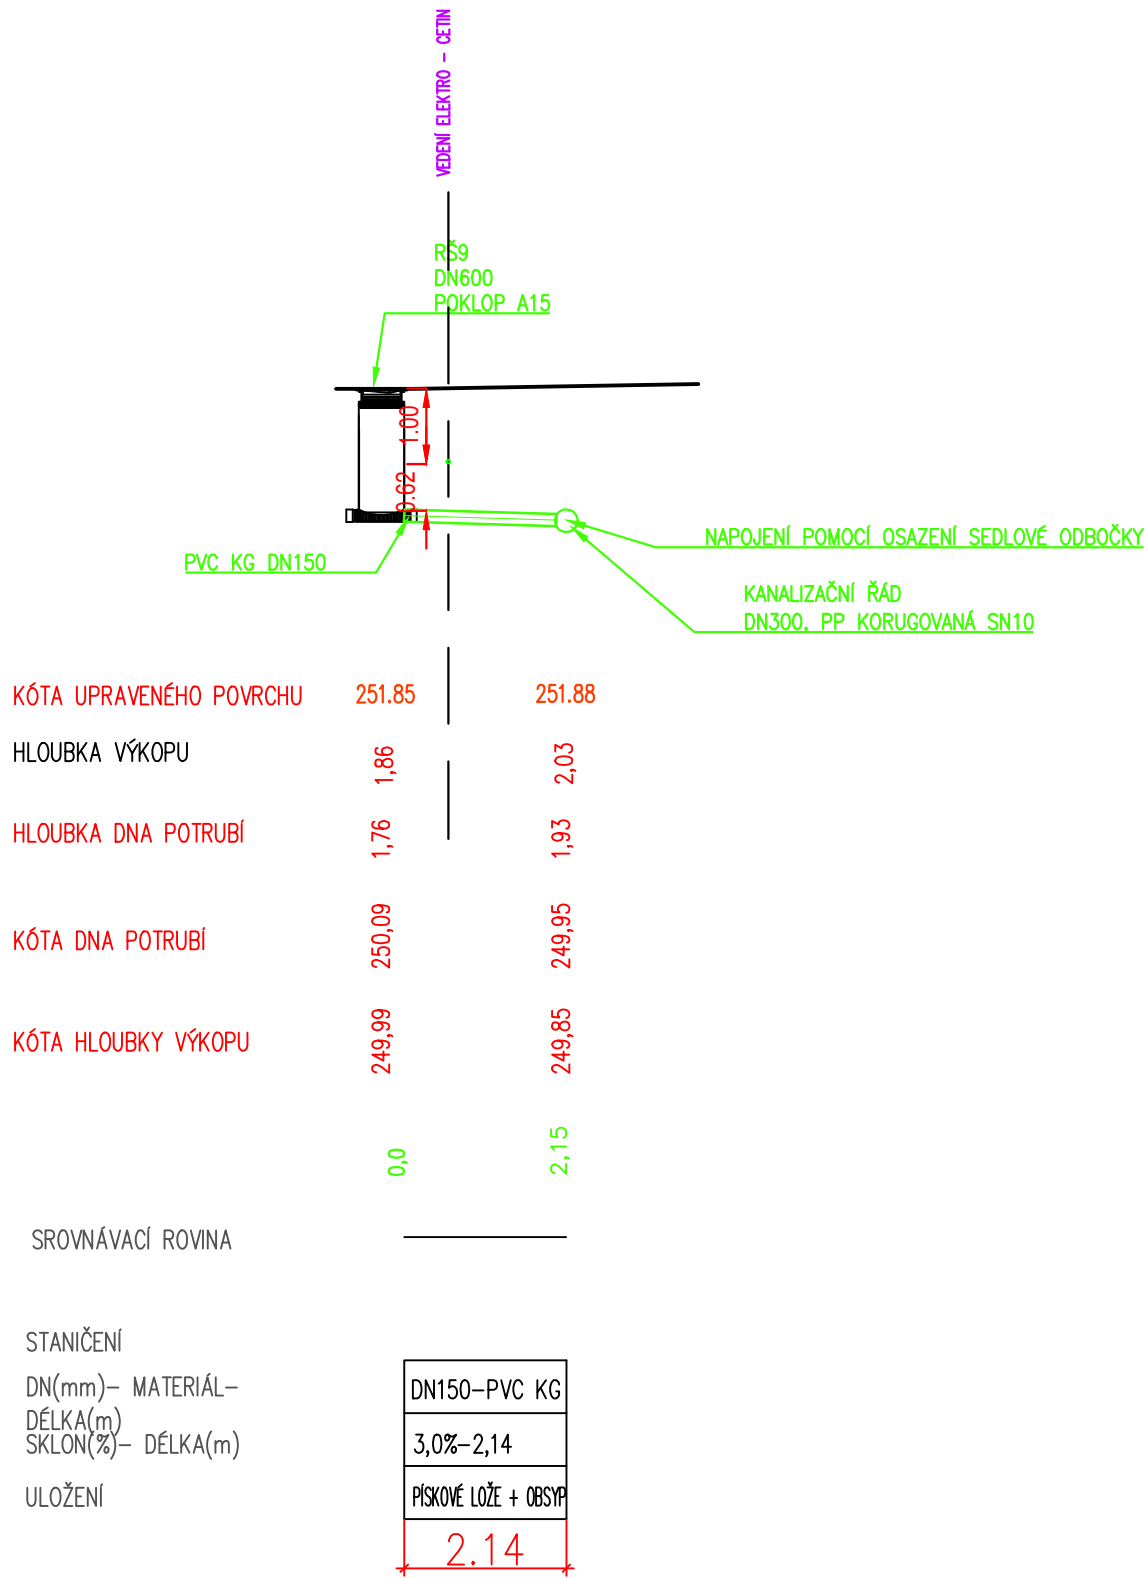 VEDENÍ ELEKTRO - CETIN
RŠ9
DN600
POKLOP A15
1.00
0.62
NAPOJENÍ POMOCÍ OSAZENÍ SEDLOVÉ ODBOČKY
PVC KG DN150
KANALIZAČNÍ ŘÁD
DN300, PP KORUGOVANÁ SN10
KÓTA UPRAVENÉHO POVRCHU 251.85 251.88
HLOUBKA VÝKOPU 1,86 2,03
HLOUBKA DNA POTRUBÍ 1,76 1,93
KÓTA DNA POTRUBÍ 250,09 249,95
KÓTA HLOUBKY VÝKOPU 249,99 249,85
0,0 2,15
SROVNÁVACÍ ROVINA
STANIČENÍ
DN(mm)- MATERIÁL- DN150-PVC KG
DÉLKA(m)
SKLON(%)- DÉLKA(m) 3,0%-2,14
ULOŽENÍ PÍSKOVÉ LOŽE + OBSYP
2.14